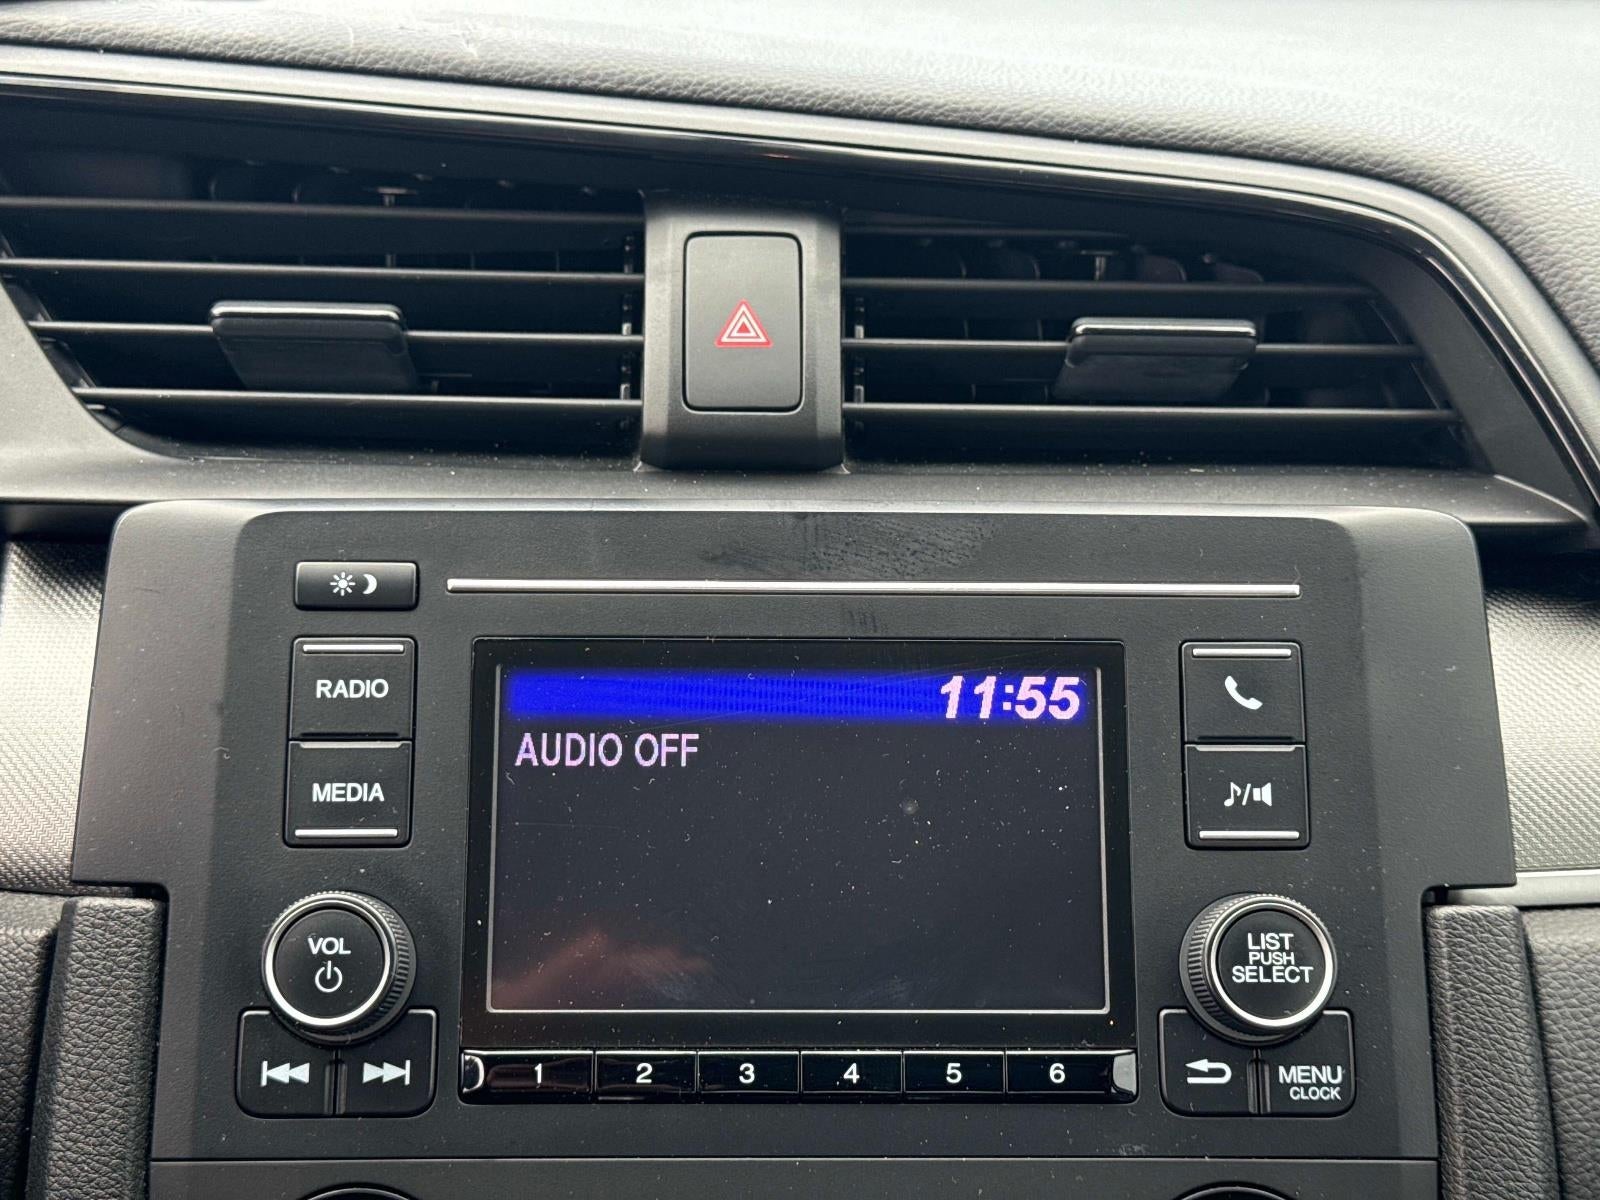 11:55
AUDIO OFF
RADIO
MEDIA
VOL
LIST
PUSH
SELECT
1 2 3 4 5 6
MENU
CLOCK